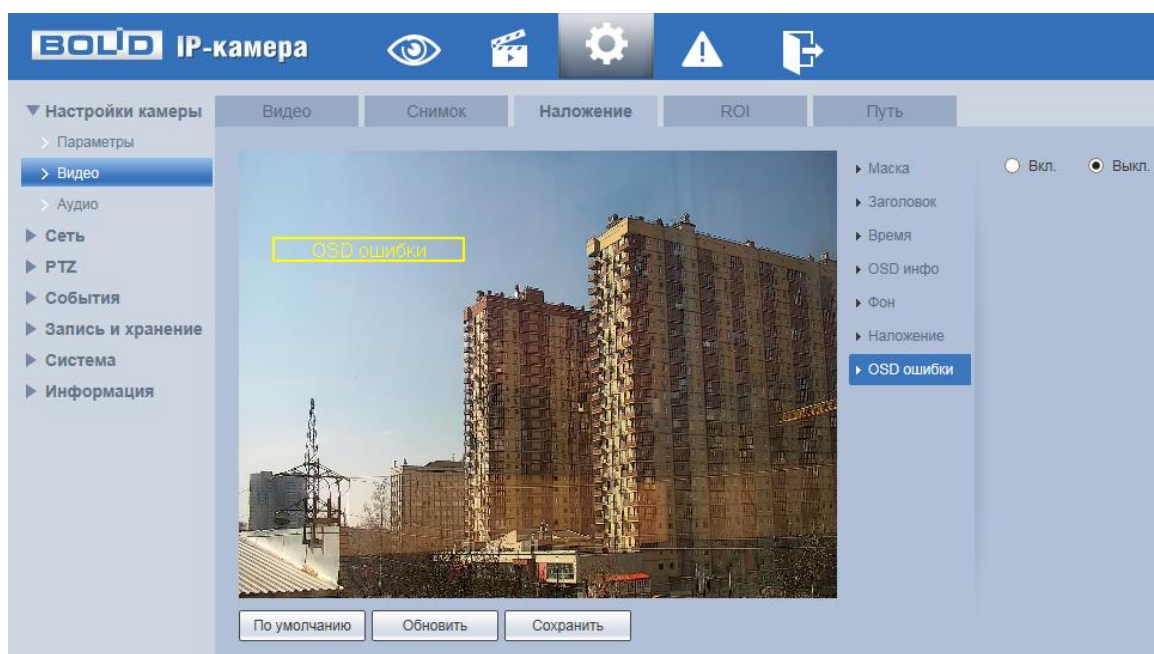 BOLID IP-камера
Настройки камеры
Параметры
Видео
Аудио
Сеть
PTZ
События
Запись и хранение
Система
Информация
Видео Снимок Наложение ROI Путь
OSD ошибки
Маска
Заголовок
Время
OSD инфо
Фон
Наложение
OSD ошибки
Вкл. Выкл.
По умолчанию Обновить Сохранить